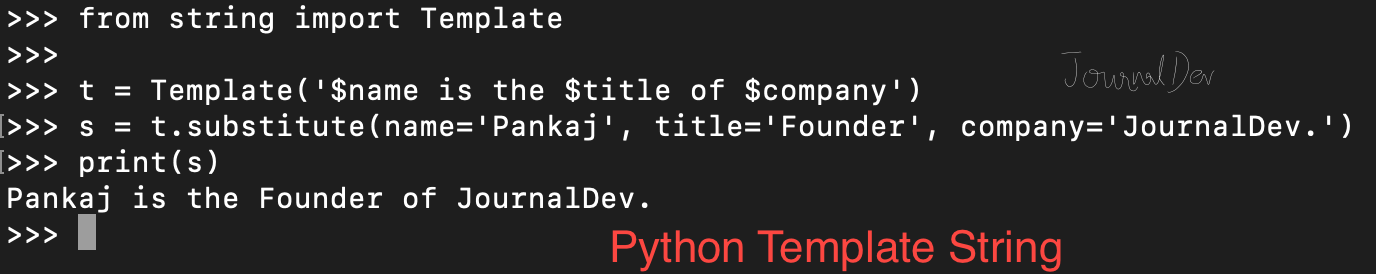 >>> from string import Template
>>>
JournalDev
>>> t = Template('$name is the $title of $company')
>>> s = t.substitute(name='Pankaj', title='Founder', company='JournalDev.')
>>> print(s)
Pankaj is the Founder of JournalDev.
>>>
Python Template String